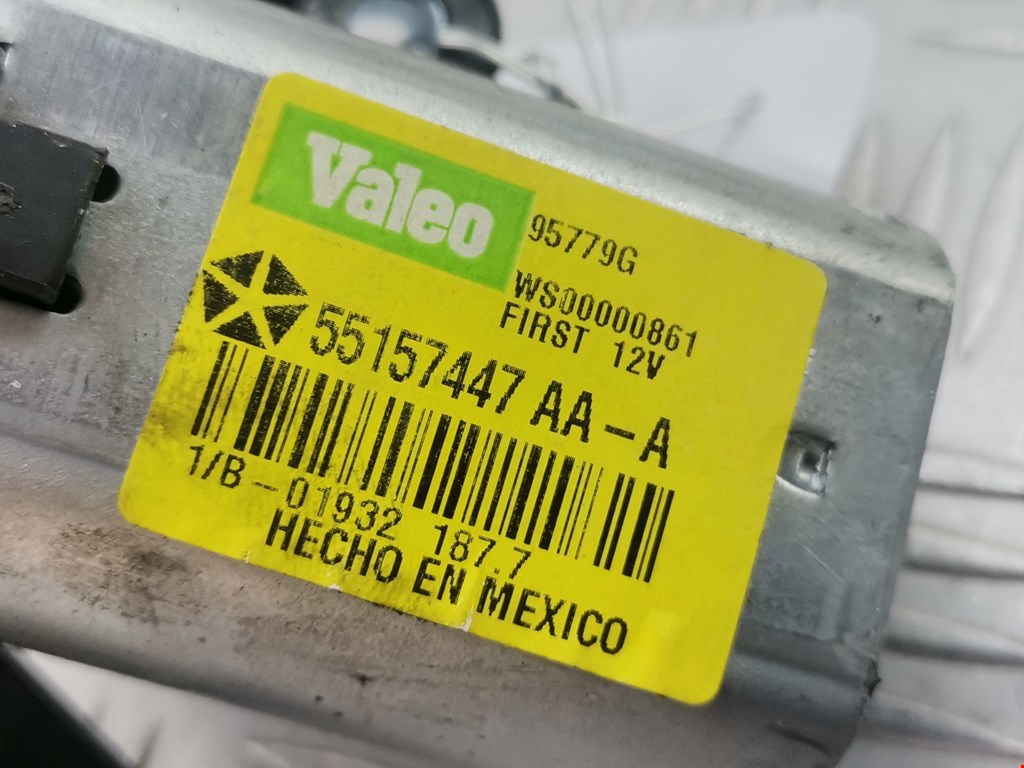 Valeo
95779G
WS00000861
FIRST 12V
55157447 AA-A
1/B-01932 187.7
HECHO EN MEXICO